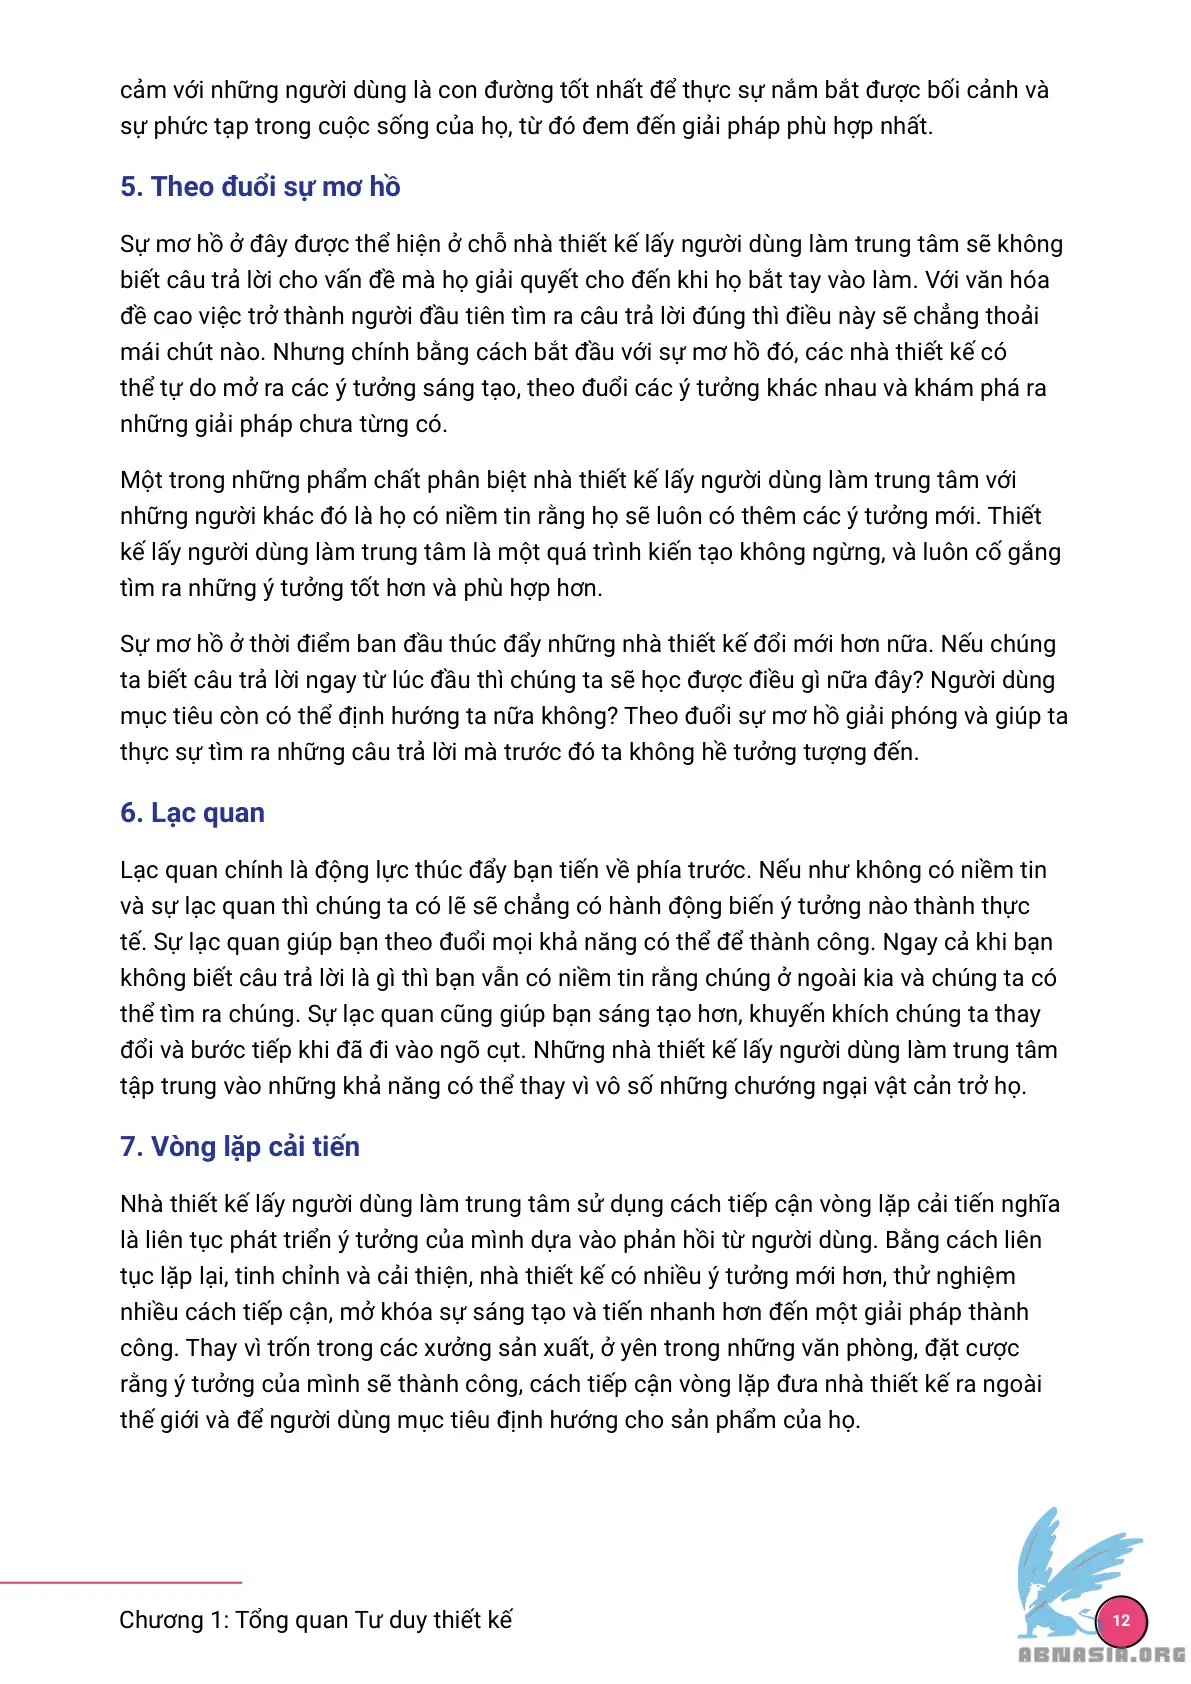 cảm với những người dùng là con đường tốt nhất để thực sự nắm bắt được bối cảnh và
sự phức tạp trong cuộc sống của họ, từ đó đem đến giải pháp phù hợp nhất.
5. Theo đuổi sự mơ hồ
Sự mơ hồ ở đây được thể hiện ở chỗ nhà thiết kế lấy người dùng làm trung tâm sẽ không
biết câu trả lời cho vấn đề mà họ giải quyết cho đến khi họ bắt tay vào làm. Với văn hóa
đề cao việc trở thành người đầu tiên tìm ra câu trả lời đúng thì điều này sẽ chẳng thoải
mái chút nào. Nhưng chính bằng cách bắt đầu với sự mơ hồ đó, các nhà thiết kế có
thể tự do mở ra các ý tưởng sáng tạo, theo đuổi các ý tưởng khác nhau và khám phá ra
những giải pháp chưa từng có.
Một trong những phẩm chất phân biệt nhà thiết kế lấy người dùng làm trung tâm với
những người khác đó là họ có niềm tin rằng họ sẽ luôn có thêm các ý tưởng mới. Thiết
kế lấy người dùng làm trung tâm là một quá trình kiến tạo không ngừng, và luôn cố gắng
tìm ra những ý tưởng tốt hơn và phù hợp hơn.
Sự mơ hồ ở thời điểm ban đầu thúc đẩy những nhà thiết kế đổi mới hơn nữa. Nếu chúng
ta biết câu trả lời ngay từ lúc đầu thì chúng ta sẽ học được điều gì nữa đây? Người dùng
mục tiêu còn có thể định hướng ta nữa không? Theo đuổi sự mơ hồ giải phóng và giúp ta
thực sự tìm ra những câu trả lời mà trước đó ta không hề tưởng tượng đến.
6. Lạc quan
Lạc quan chính là động lực thúc đẩy bạn tiến về phía trước. Nếu như không có niềm tin
và sự lạc quan thì chúng ta có lẽ sẽ chẳng có hành động biến ý tưởng nào thành thực
tế. Sự lạc quan giúp bạn theo đuổi mọi khả năng có thể để thành công. Ngay cả khi bạn
không biết câu trả lời là gì thì bạn vẫn có niềm tin rằng chúng ở ngoài kia và chúng ta có
thể tìm ra chúng. Sự lạc quan cũng giúp bạn sáng tạo hơn, khuyến khích chúng ta thay
đổi và bước tiếp khi đã đi vào ngõ cụt. Những nhà thiết kế lấy người dùng làm trung tâm
tập trung vào những khả năng có thể thay vì vô số những chướng ngại vật cản trở họ.
7. Vòng lặp cải tiến
Nhà thiết kế lấy người dùng làm trung tâm sử dụng cách tiếp cận vòng lặp cải tiến nghĩa
là liên tục phát triển ý tưởng của mình dựa vào phản hồi từ người dùng. Bằng cách liên
tục lặp lại, tinh chỉnh và cải thiện, nhà thiết kế có nhiều ý tưởng mới hơn, thử nghiệm
nhiều cách tiếp cận, mở khóa sự sáng tạo và tiến nhanh hơn đến một giải pháp thành
công. Thay vì trốn trong các xưởng sản xuất, ở yên trong những văn phòng, đặt cược
rằng ý tưởng của mình sẽ thành công, cách tiếp cận vòng lặp đưa nhà thiết kế ra ngoài
thế giới và để người dùng mục tiêu định hướng cho sản phẩm của họ.
Chương 1: Tổng quan Tư duy thiết kế
12
ABNASIA.ORG